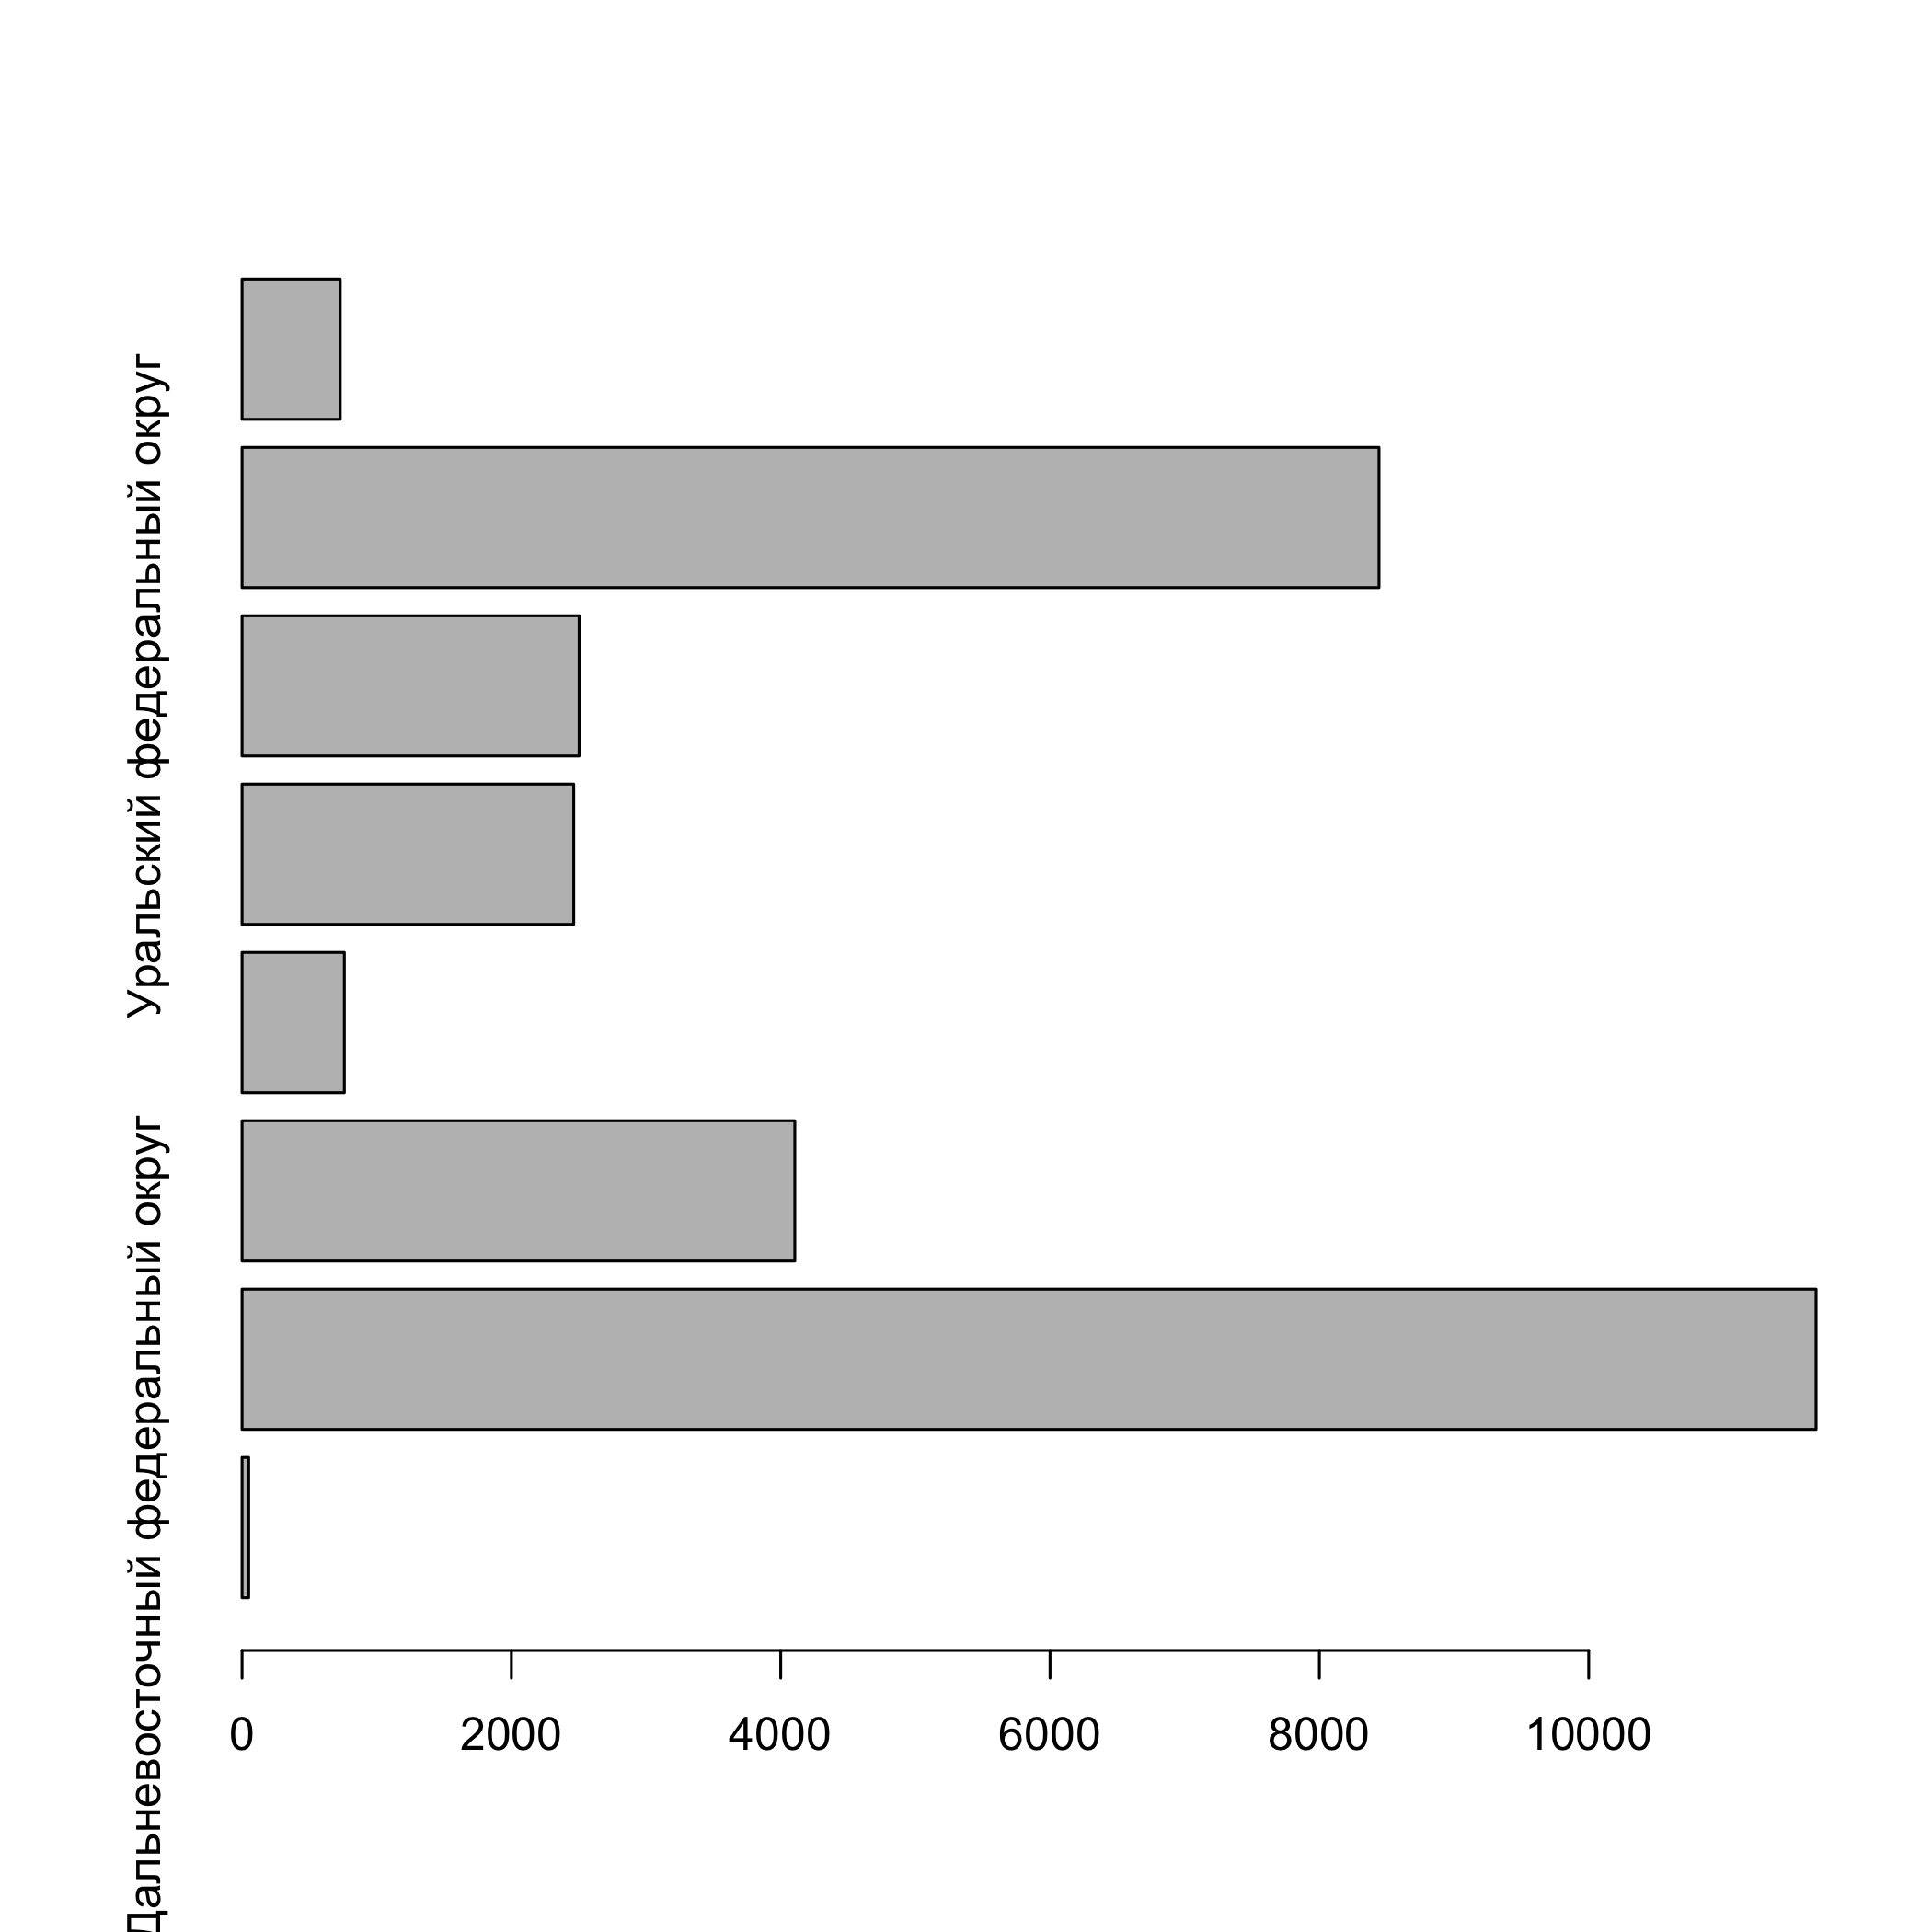 Уральский федеральный округ
Дальневосточный федеральный округ
0 2000 4000 6000 8000 10000